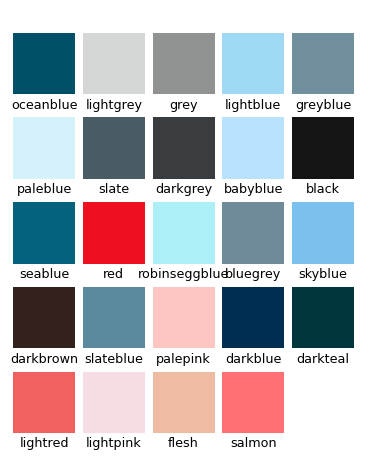 oceanblue lightgrey grey lightblue greyblue
paleblue slate darkgrey babyblue black
seablue red robinseggblue bluegrey skyblue
darkbrown slateblue palepink darkblue darkteal
lightred lightpink flesh salmon